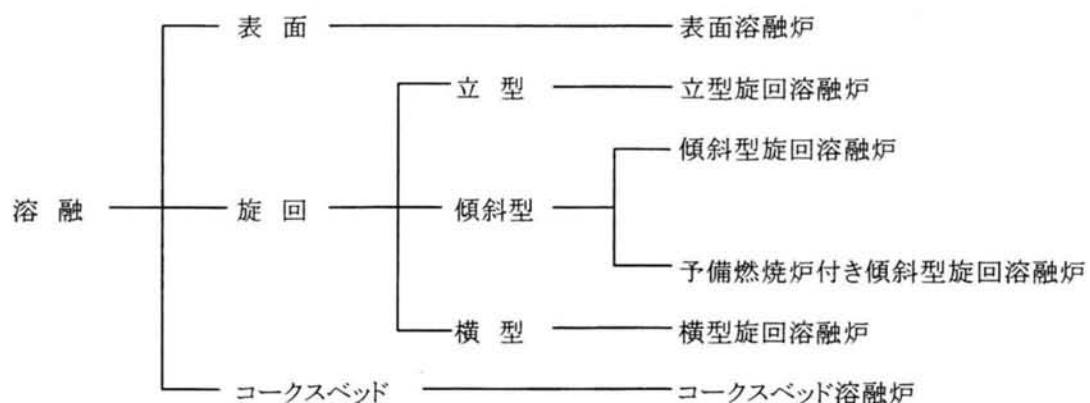 表面 表面溶融炉
立型 立型旋回溶融炉
傾斜型旋回溶融炉
溶融 旋回 傾斜型
予備燃焼炉付き傾斜型旋回溶融炉
横型 横型旋回溶融炉
コークスベッド コークスベッド溶融炉